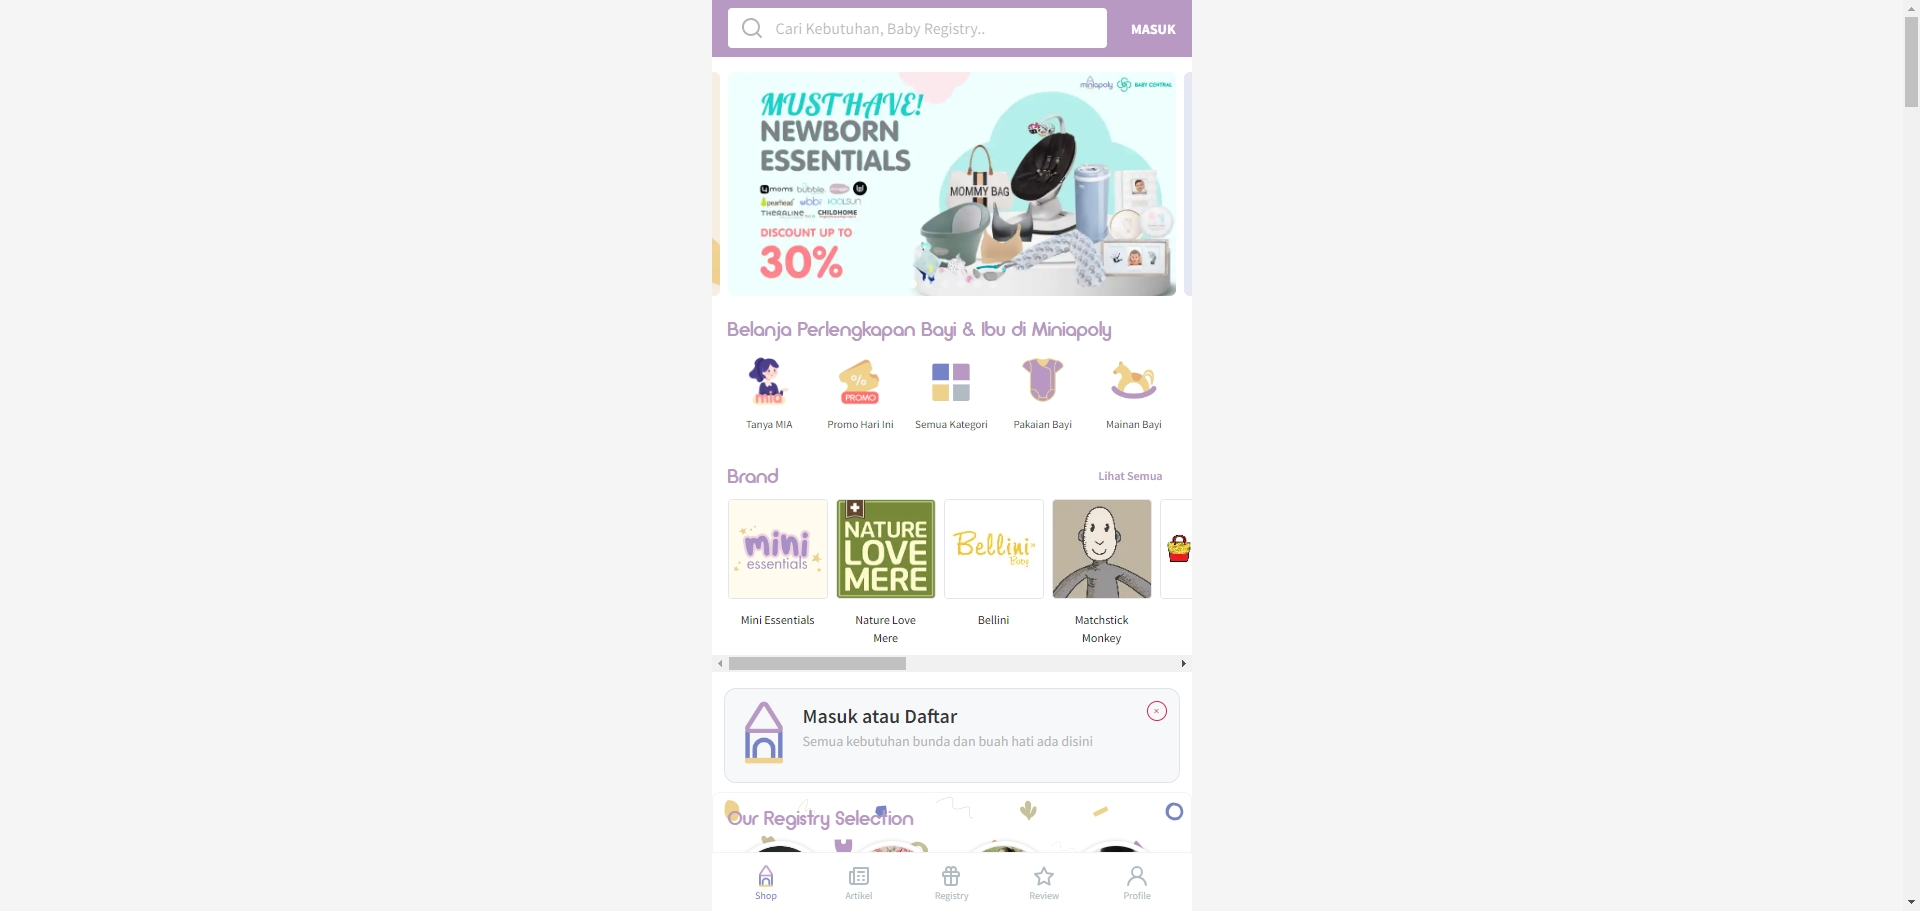 Cari Kebutuhan, Baby Registry..
MASUK
miniapoly BABY CENTRAL
MUST HAVE!
NEWBORN
ESSENTIALS
4moms bubble
pearhead ubbi KOOLSUN
THERALINE CHILDHOME
DISCOUNT UP TO
30%
MOMMY BAG
Belanja Perlengkapan Bayi & Ibu di Miniapoly
mia
%
PROMO
Tanya MIA
Promo Hari Ini
Semua Kategori
Pakaian Bayi
Mainan Bayi
Brand
Lihat Semua
mini
essentials
NATURE
LOVE
MERE
Bellini
Baby
Mini Essentials
Nature Love
Mere
Bellini
Matchstick
Monkey
Masuk atau Daftar
Semua kebutuhan bunda dan buah hati ada disini
Our Registry Selection
Shop
Artikel
Registry
Review
Profile